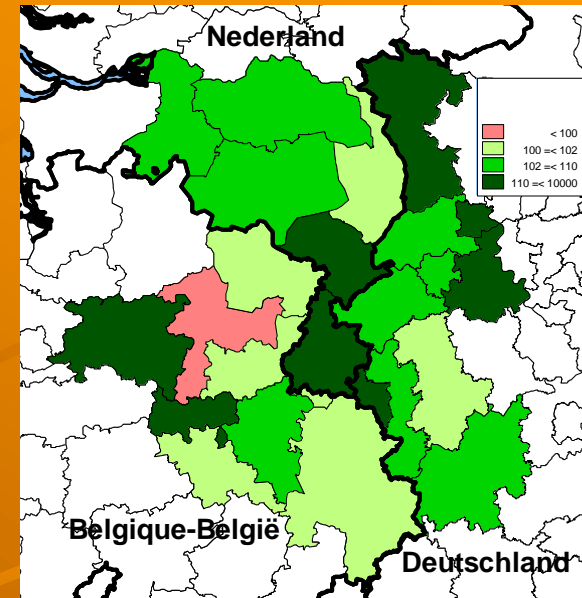 Nederland
< 100
100 =< 102
102 =< 110
110 =< 10000
Belgique-België
Deutschland